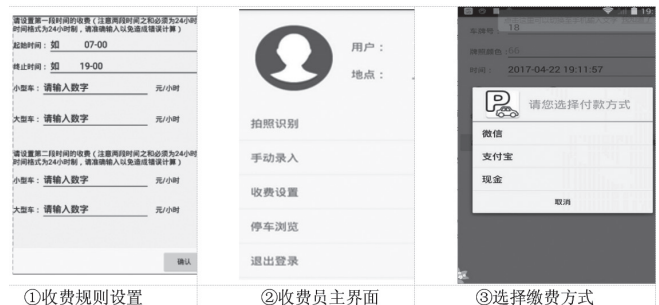 请设置第一段时间的收费（注意两段时间之和必须为24小时
时间格式为24小时制，请准确输入以免造成错误计算）
起始时间：如 07-00
终止时间：如 19-00
小型车：请输入数字 元/小时
大型车：请输入数字 元/小时
请设置第二段时间的收费（注意两段时间之和必须为24小时
时间格式为24小时制，请准确输入以免造成错误计算）
小型车：请输入数字 元/小时
大型车：请输入数字 元/小时
确认
①收费规则设置
用户：
地点：
拍照识别
手动录入
收费设置
停车浏览
退出登录
②收费员主界面
19:
车牌号：18
时间：2017-04-22 19:11:57
P
请您选择付款方式
微信
支付宝
现金
取消
③选择缴费方式